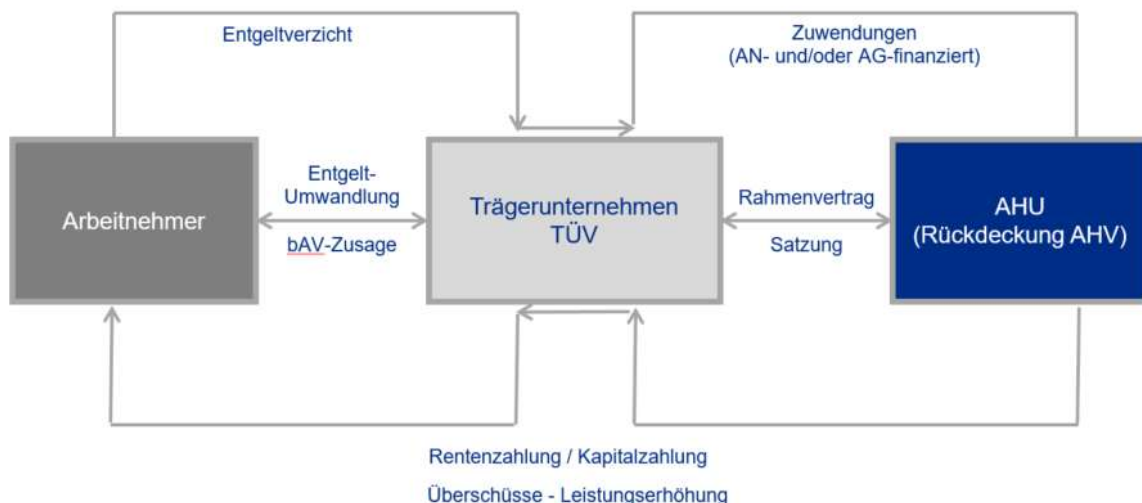 Entgeltverzicht
Zuwendungen
(AN- und/oder AG-finanziert)
Arbeitnehmer
Entgelt-
Umwandlung
bAV-Zusage
Trägerunternehmen
TÜV
Rahmenvertrag
Satzung
AHU
(Rückdeckung AHV)
Rentenzahlung / Kapitalzahlung
Überschüsse - Leistungserhöhung